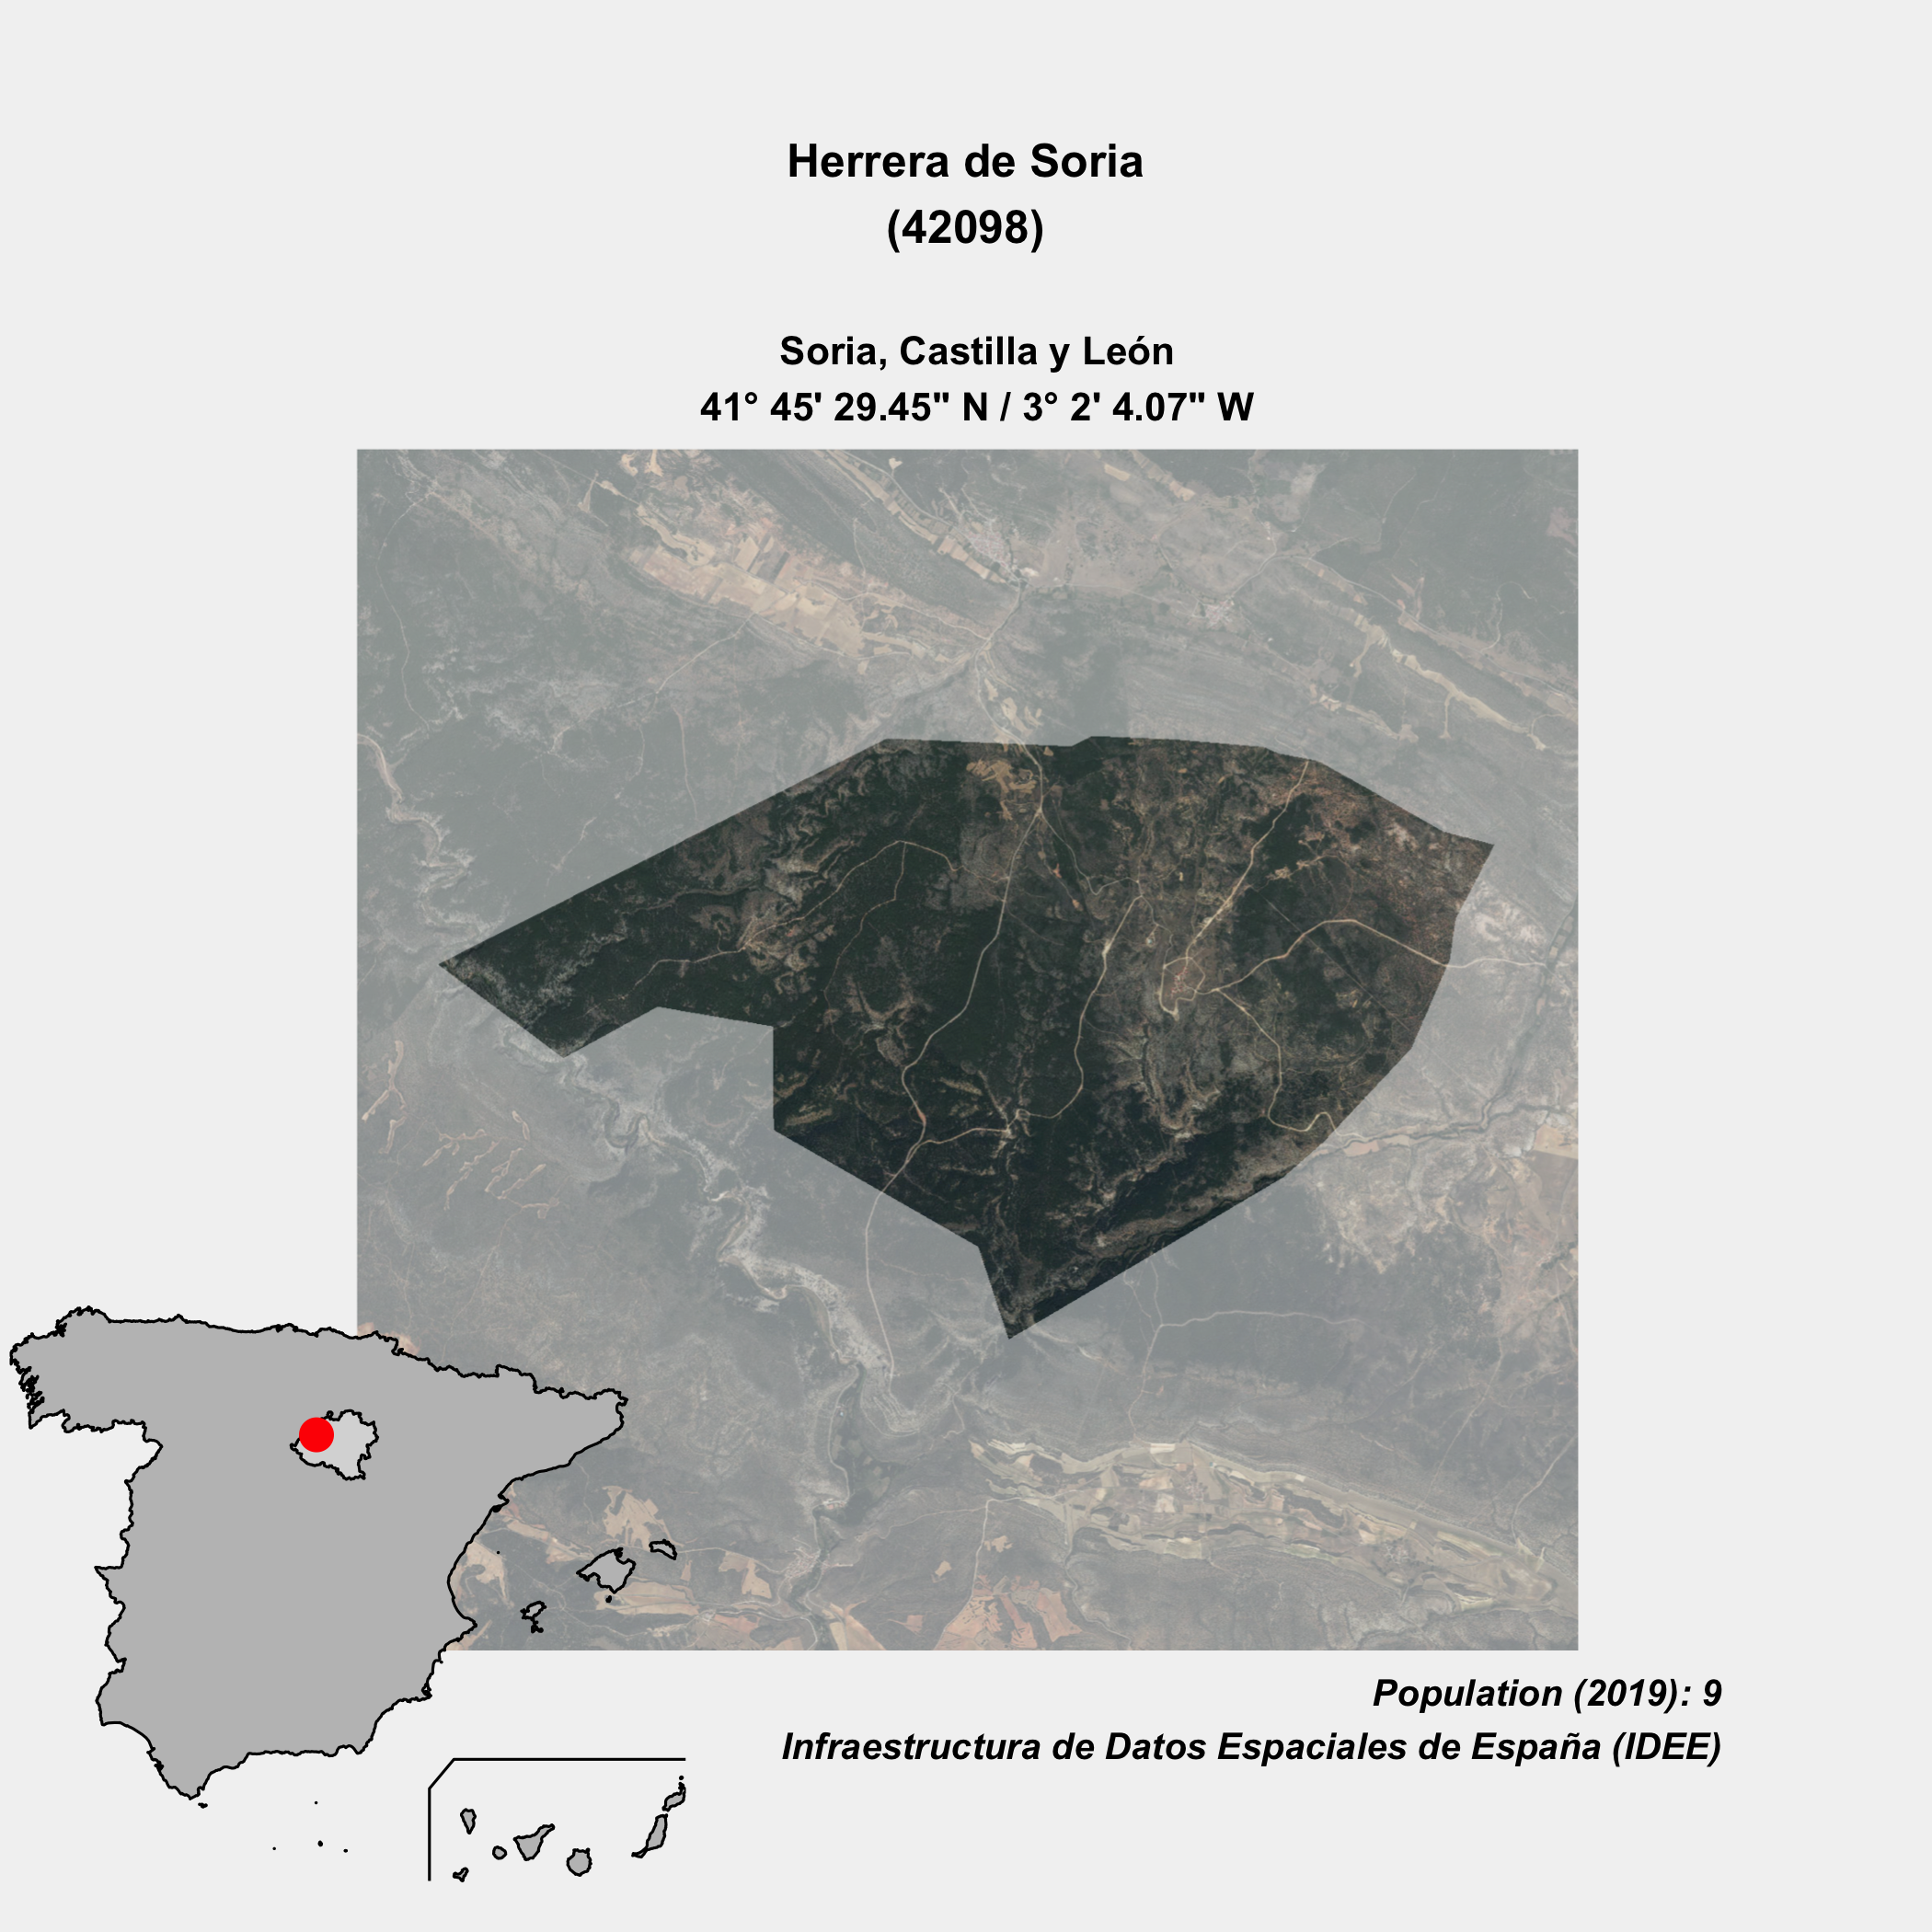 Herrera de Soria
(42098)
Soria, Castilla y León
41° 45' 29.45" N / 3° 2' 4.07" W
Population (2019): 9
Infraestructura de Datos Espaciales de España (IDEE)